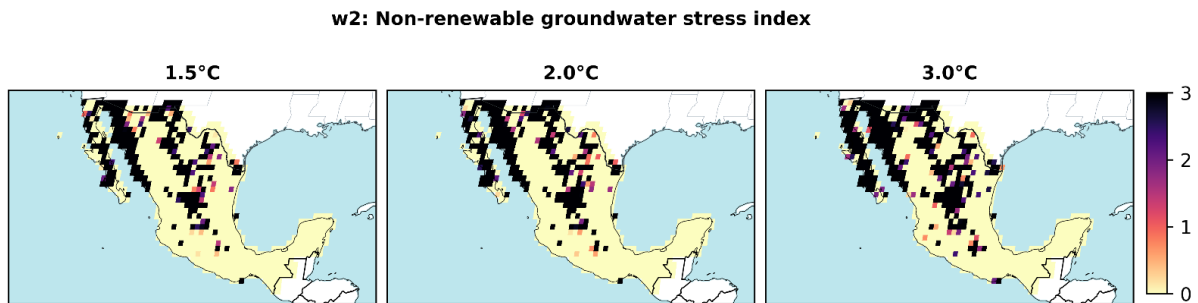 w2: Non-renewable groundwater stress index
1.5°C
2.0°C
3.0°C
3
2
1
0